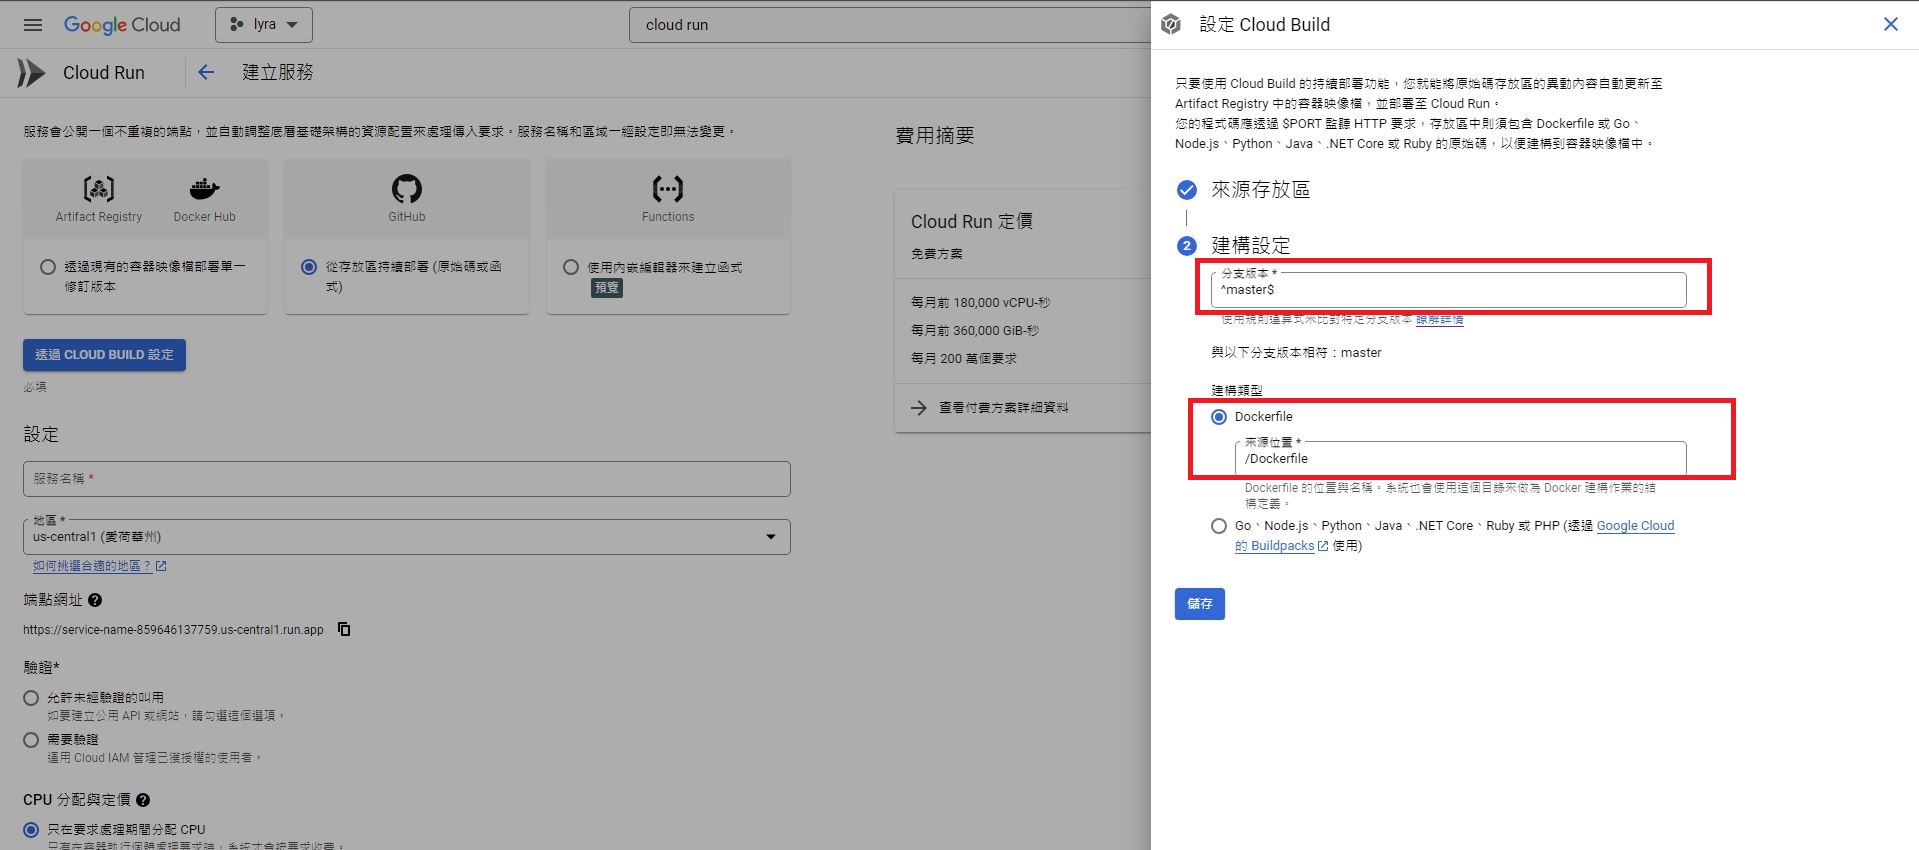 Google Cloud
lyra
cloud run
Cloud Run
建立服務
服務會公開一個不重複的端點，並自動調整底層基礎架構的資源配置來處理傳入要求。服務名稱和區域一經設定即無法變更。
Artifact Registry
Docker Hub
GitHub
Functions
透過現有的容器映像檔部署單一
修訂版本
從存放區持續部署 (原始碼或函
式)
使用內嵌編輯器來建立函式
預覽
透過 CLOUD BUILD 設定
必填
設定
服務名稱 *
地區 *
us-central1 (愛荷華州)
如何挑選合適的地區？
端點網址
https://service-name-859646137759.us-central1.run.app
驗證*
允許未經驗證的叫用
如要建立公用 API 或網站，請勾選這個選項。
需要驗證
運用 Cloud IAM 管理已獲授權的使用者。
CPU 分配與定價
只在要求處理期間分配 CPU
只有在容器執行個體處理要求時，系統才會按要求收費。
費用摘要
Cloud Run 定價
免費方案
每月前 180,000 vCPU-秒
每月前 360,000 GiB-秒
每月 200 萬個要求
查看付費方案詳細資料
設定 Cloud Build
只要使用 Cloud Build 的持續部署功能，您就能將原始碼存放區的異動內容自動更新至
Artifact Registry 中的容器映像檔，並部署至 Cloud Run。
您的程式碼應透過 $PORT 監聽 HTTP 要求，存放區中則須包含 Dockerfile 或 Go、
Node.js、Python、Java、.NET Core 或 Ruby 的原始碼，以便建構到容器映像檔中。
來源存放區
2
建構設定
分支版本 *
^master$
使用規則運算式來比對特定分支版本 瞭解詳情
與以下分支版本相符：master
建構類型
Dockerfile
來源位置 *
/Dockerfile
Dockerfile 的位置與名稱。系統也會使用這個目錄來做為 Docker 建構作業的結
構定義。
Go、Node.js、Python、Java、.NET Core、Ruby 或 PHP (透過 Google Cloud
的 Buildpacks 使用)
儲存